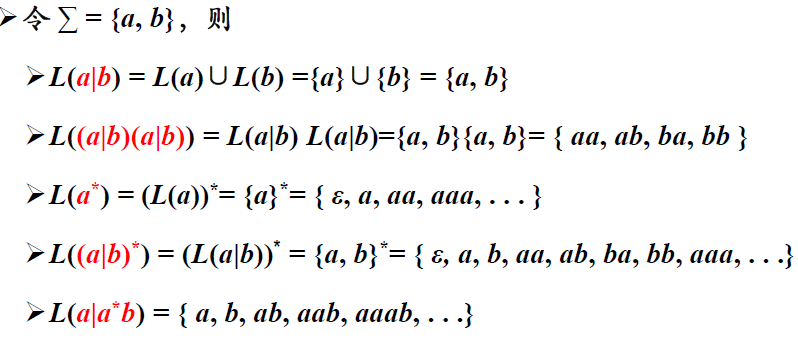 ➢令∑ = {a, b}，则
➢L(a|b) = L(a)∪L(b) ={a}∪{b} = {a, b}
➢L((a|b)(a|b)) = L(a|b) L(a|b)={a, b}{a, b}= { aa, ab, ba, bb }
➢L(a*) = (L(a))*= {a}*= { ε, a, aa, aaa, . . . }
➢L((a|b)*) = (L(a|b))* = {a, b}*= { ε, a, b, aa, ab, ba, bb, aaa, . . .}
➢L(a|a*b) = { a, b, ab, aab, aaab, . . .}